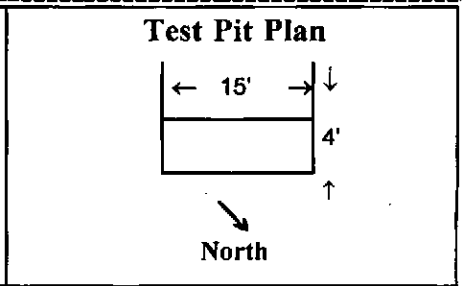 Test Pit Plan
← 15' → ↓
4'
↑
North